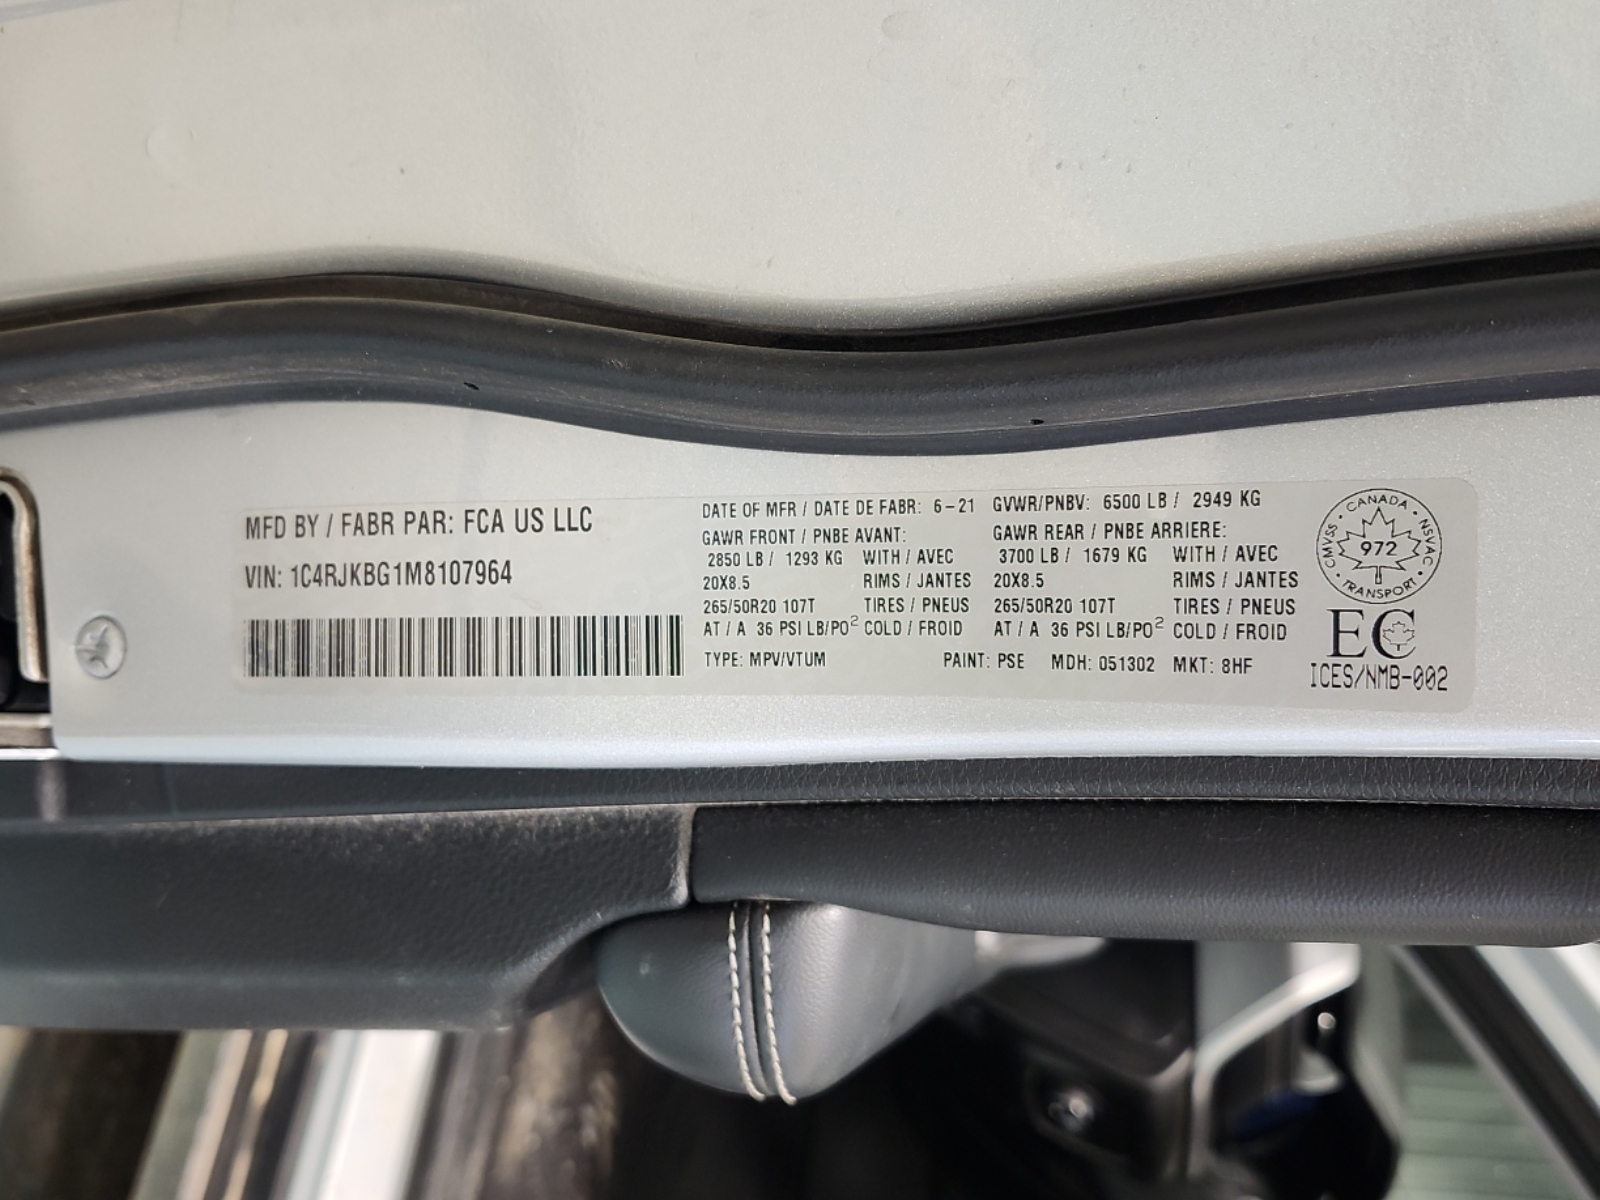 MFD BY / FABR PAR: FCA US LLC
VIN: 1C4RJKBG1M8107964
DATE OF MFR / DATE DE FABR: 6-21 GVWR/PNBV: 6500 LB / 2949 KG
GAWR FRONT / PNBE AVANT: GAWR REAR / PNBE ARRIERE:
2850 LB / 1293 KG WITH / AVEC 3700 LB / 1679 KG WITH / AVEC
20X8.5 RIMS / JANTES 20X8.5 RIMS / JANTES
265/50R20 107T TIRES / PNEUS 265/50R20 107T TIRES / PNEUS
AT / A 36 PSI LB/PO² COLD / FROID AT / A 36 PSI LB/PO² COLD / FROID
TYPE: MPV/VTUM PAINT: PSE MDH: 051302 MKT: 8HF
CMVSS · CANADA · NSVAC · TRANSPORT ·
972
EC
ICES/NMB-002